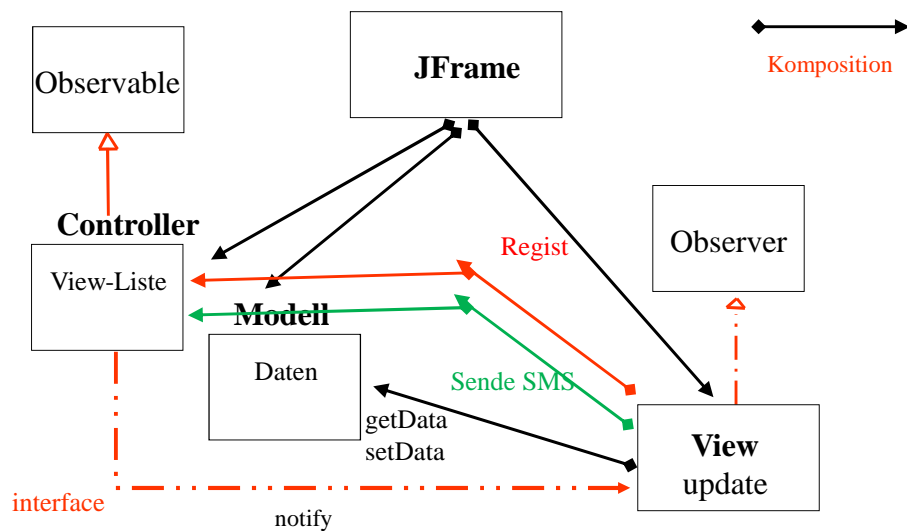 JFrame
Komposition
Observable
Controller
View-Liste
Regist
Observer
Modell
Daten
Sende SMS
getData
setData
View
update
interface
notify